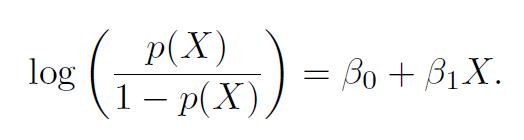 log ( p(X) / 1 − p(X) ) = β₀ + β₁X.